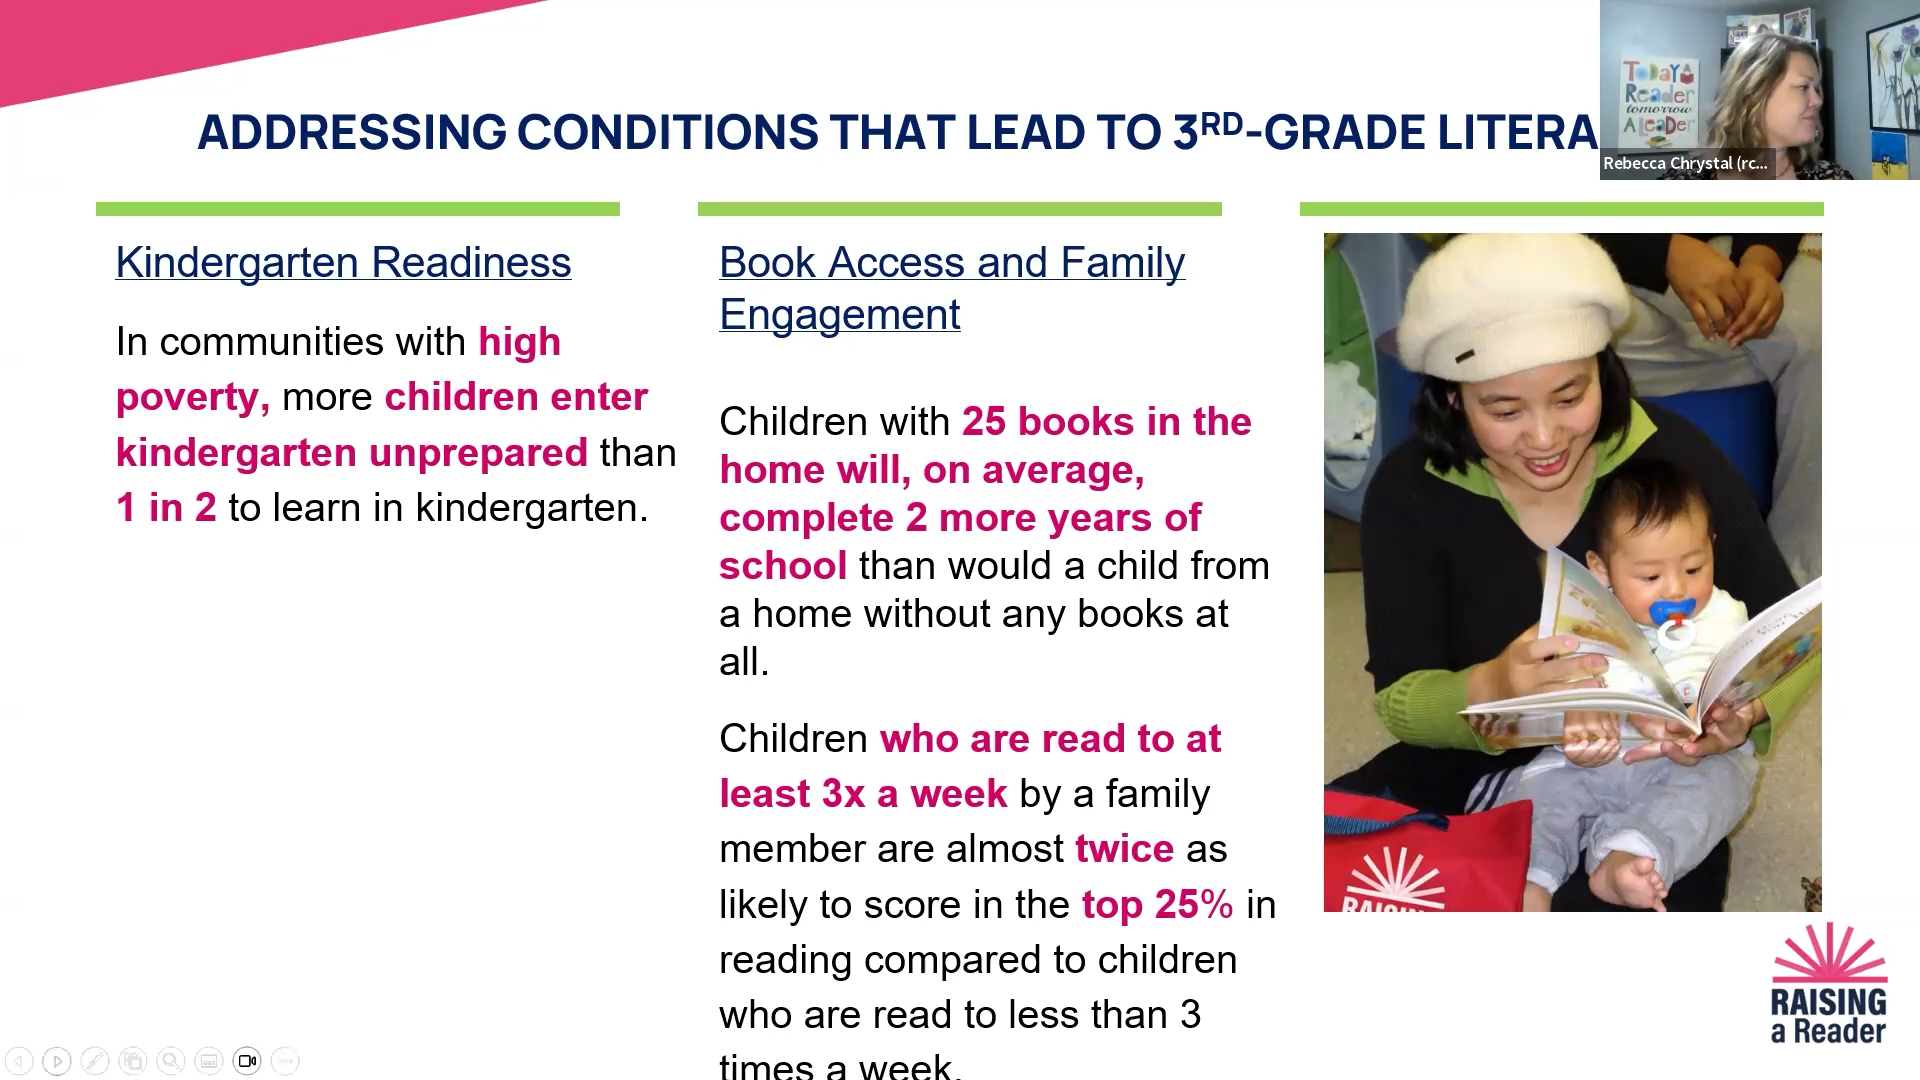 ADDRESSING CONDITIONS THAT LEAD TO 3RD-GRADE LITERA
Today A
Reader
tomorrow
A Leader
Rebecca Chrystal (rc...
Kindergarten Readiness
In communities with high
poverty, more children enter
kindergarten unprepared than
1 in 2 to learn in kindergarten.
Book Access and Family
Engagement
Children with 25 books in the
home will, on average,
complete 2 more years of
school than would a child from
a home without any books at
all.
Children who are read to at
least 3x a week by a family
member are almost twice as
likely to score in the top 25% in
reading compared to children
who are read to less than 3
times a week.
RAISING
a Reader